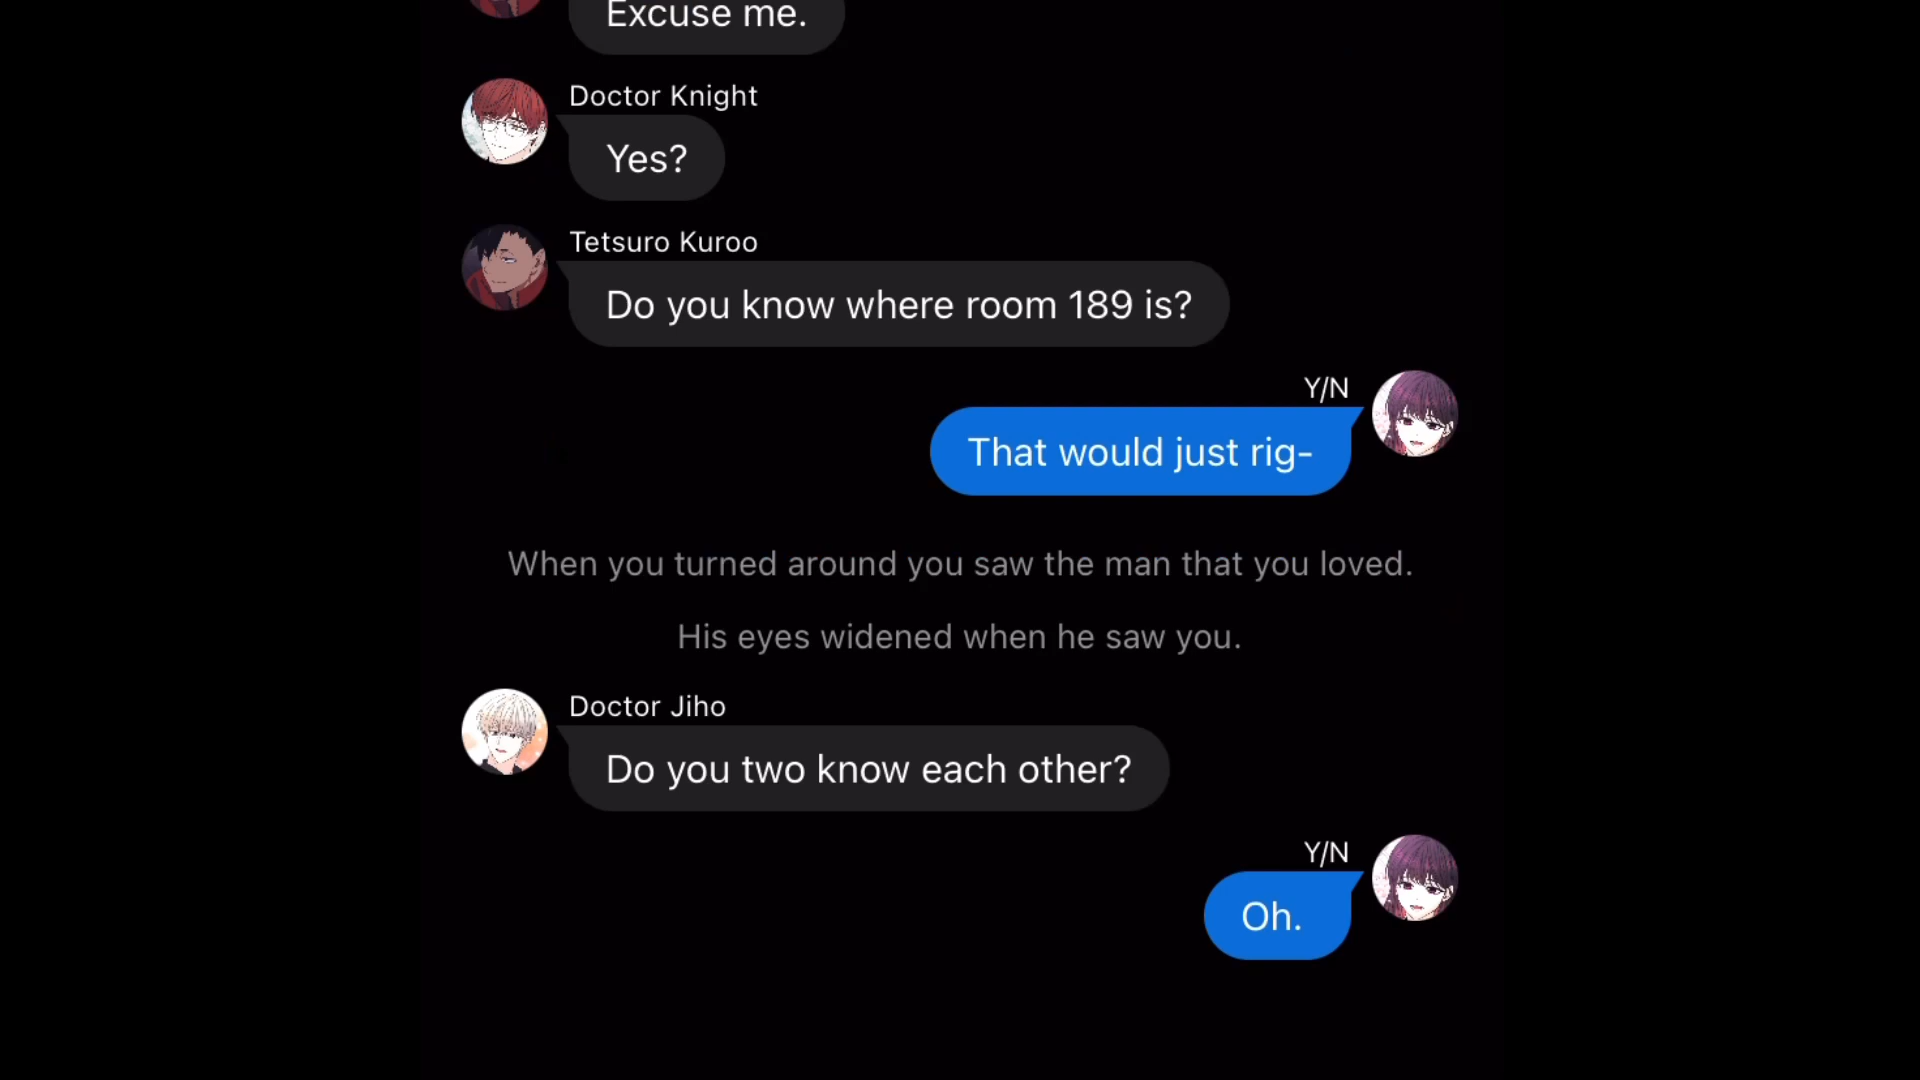 Excuse me.
Doctor Knight
Yes?
Tetsuro Kuroo
Do you know where room 189 is?
Y/N
That would just rig-
When you turned around you saw the man that you loved.
His eyes widened when he saw you.
Doctor Jiho
Do you two know each other?
Y/N
Oh.